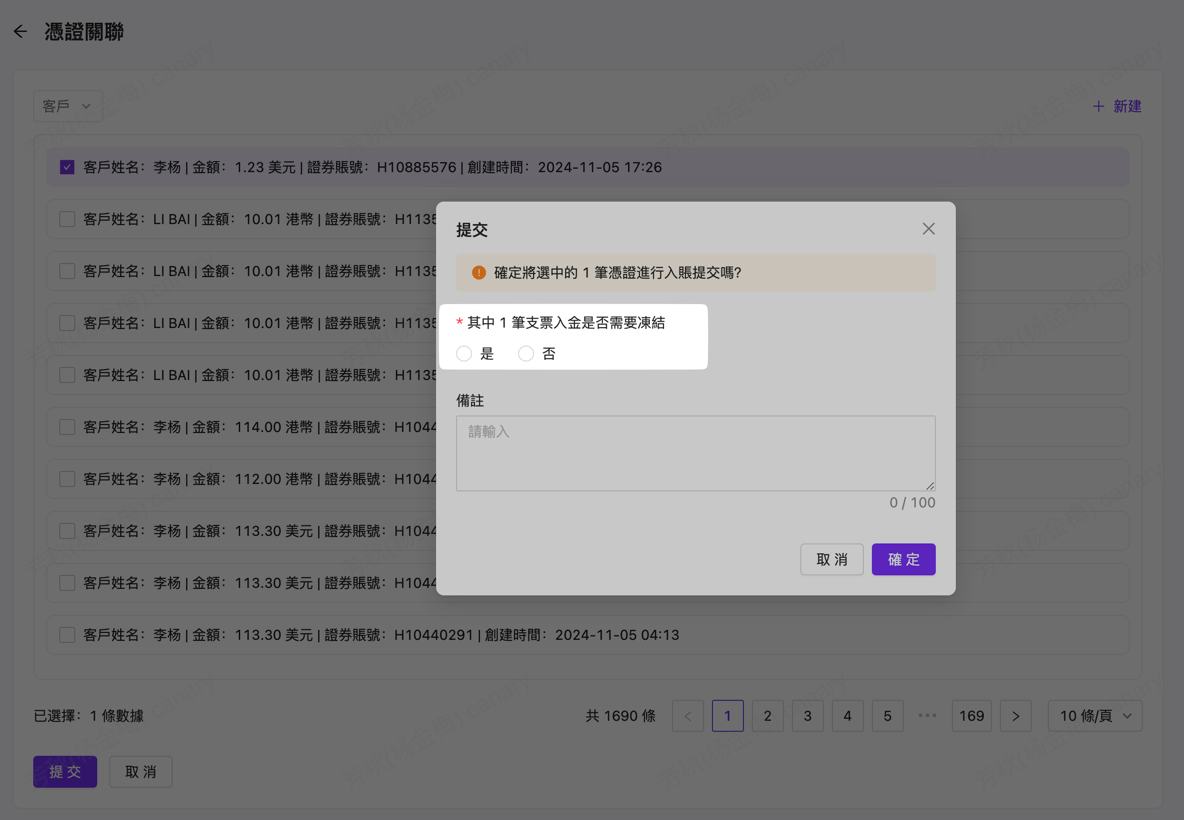 憑證關聯
客戶
+ 新建
客戶姓名: 李杨 | 金額: 1.23 美元 | 證券賬號: H10885576 | 創建時間: 2024-11-05 17:26
客戶姓名: LI BAI | 金額: 10.01 港幣 | 證券賬號: H1135
客戶姓名: LI BAI | 金額: 10.01 港幣 | 證券賬號: H1135
客戶姓名: LI BAI | 金額: 10.01 港幣 | 證券賬號: H1135
客戶姓名: LI BAI | 金額: 10.01 港幣 | 證券賬號: H1135
客戶姓名: 李杨 | 金額: 114.00 港幣 | 證券賬號: H1044
客戶姓名: 李杨 | 金額: 112.00 港幣 | 證券賬號: H1044
客戶姓名: 李杨 | 金額: 113.30 美元 | 證券賬號: H1044
客戶姓名: 李杨 | 金額: 113.30 美元 | 證券賬號: H1044
客戶姓名: 李杨 | 金額: 113.30 美元 | 證券賬號: H10440291 | 創建時間: 2024-11-05 04:13
提交
確定將選中的 1 筆憑證進行入賬提交嗎?
* 其中 1 筆支票入金是否需要凍結
是 否
備註
請輸入
0 / 100
取消 確定
已選擇: 1 條數據
共 1690 條 < 1 2 3 4 5 ••• 169 > 10 條/頁
提交 取消